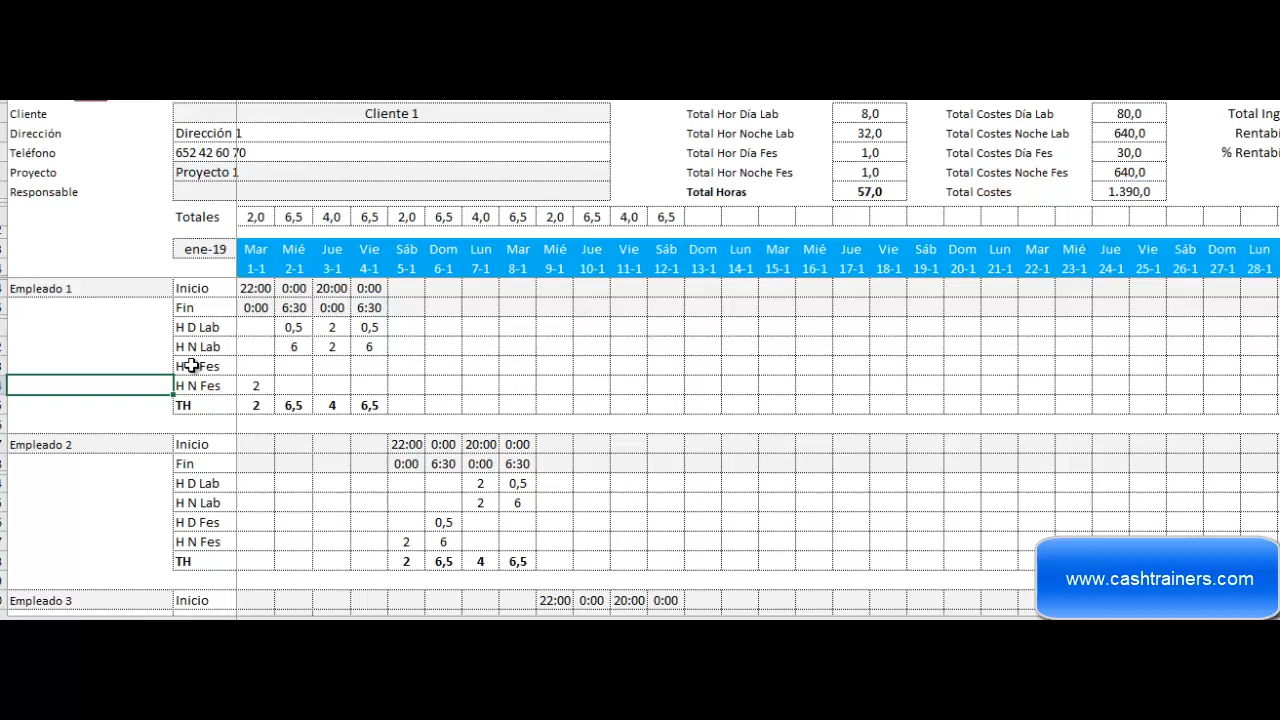 Cliente Cliente 1 Total Hor Día Lab 8,0 Total Costes Día Lab 80,0 Total Ing
Dirección Dirección 1 Total Hor Noche Lab 32,0 Total Costes Noche Lab 640,0 Rentabi
Teléfono 652 42 60 70 Total Hor Día Fes 1,0 Total Costes Día Fes 30,0 % Rentabi
Proyecto Proyecto 1 Total Hor Noche Fes 1,0 Total Costes Noche Fes 640,0
Responsable Total Horas 57,0 Total Costes 1.390,0
Totales 2,0 6,5 4,0 6,5 2,0 6,5 4,0 6,5 2,0 6,5 4,0 6,5
ene-19 Mar Mié Jue Vie Sáb Dom Lun Mar Mié Jue Vie Sáb Dom Lun Mar Mié Jue Vie Sáb Dom Lun Mar Mié Jue Vie Sáb Dom Lun
1-1 2-1 3-1 4-1 5-1 6-1 7-1 8-1 9-1 10-1 11-1 12-1 13-1 14-1 15-1 16-1 17-1 18-1 19-1 20-1 21-1 22-1 23-1 24-1 25-1 26-1 27-1 28-1
Empleado 1 Inicio 22:00 0:00 20:00 0:00
Fin 0:00 6:30 0:00 6:30
H D Lab 0,5 2 0,5
H N Lab 6 2 6
H Fes
H N Fes 2
TH 2 6,5 4 6,5
Empleado 2 Inicio 22:00 0:00 20:00 0:00
Fin 0:00 6:30 0:00 6:30
H D Lab 2 0,5
H N Lab 2 6
H D Fes 0,5
H N Fes 2 6
TH 2 6,5 4 6,5
www.cashtrainers.com
Empleado 3 Inicio 22:00 0:00 20:00 0:00